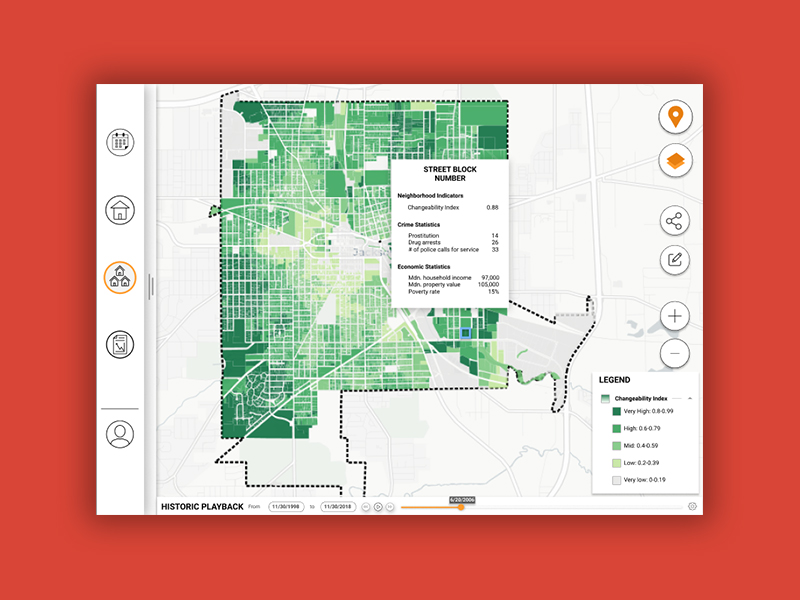 STREET BLOCK
NUMBER
Neighborhood Indicators
Changeability Index 0.88
Crime Statistics
Prostitution 14
Drug arrests 26
# of police calls for service 33
Economic Statistics
Mdn. household income 97,000
Mdn. property value 105,000
Poverty rate 15%
LEGEND
Changeability Index
Very High: 0.8-0.99
High: 0.6-0.79
Mid: 0.4-0.59
Low: 0.2-0.39
Very low: 0-0.19
6/20/2006
HISTORIC PLAYBACK From 11/30/1998 to 11/30/2018